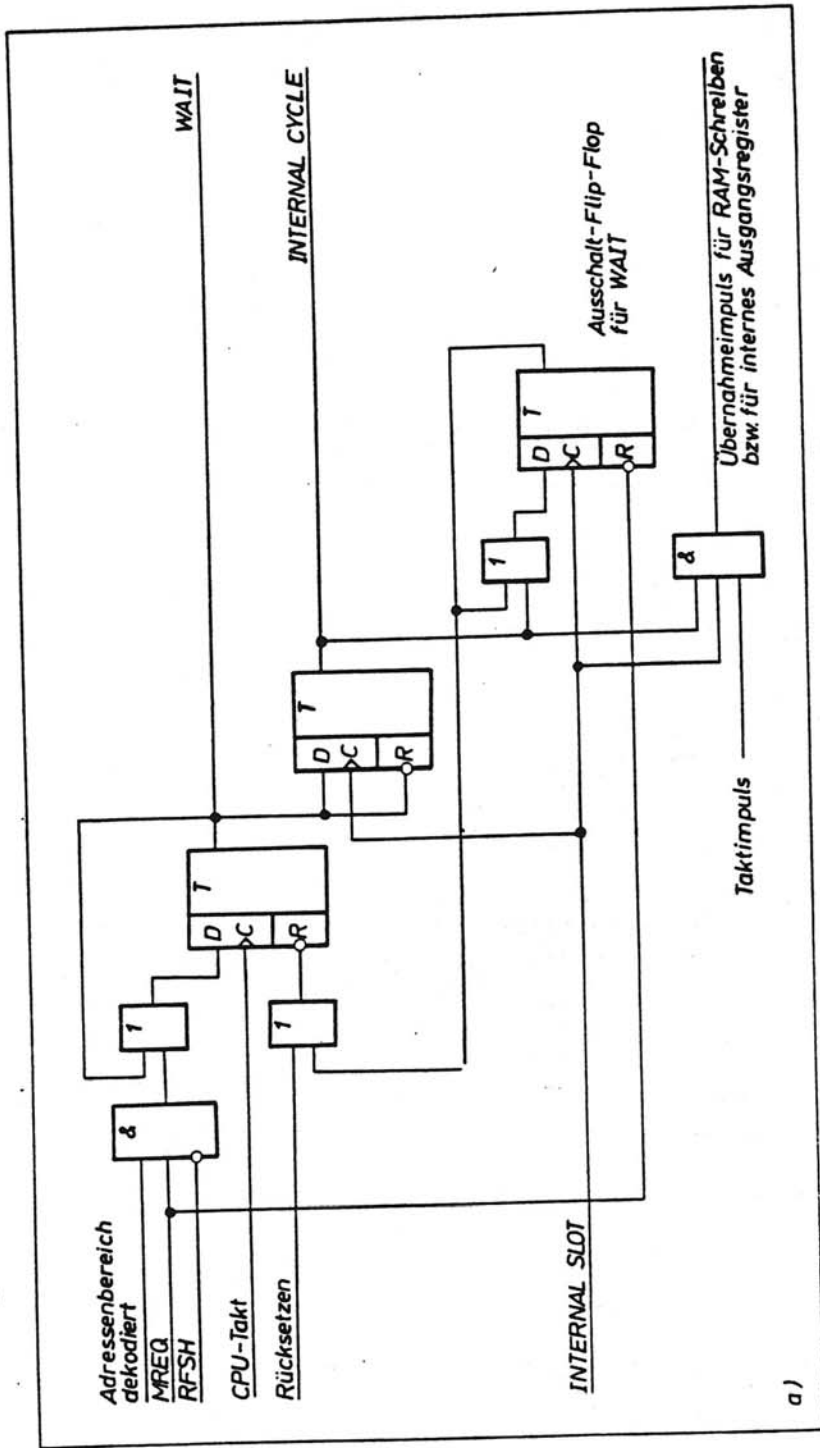 Adressenbereich
dekodiert
MREQ
RFSH
CPU-Takt
Rücksetzen
INTERNAL SLOT
&
1
1
D
C
R
T
D
C
R
T
1
D
C
R
T
&
WAIT
INTERNAL CYCLE
Ausschalt-Flip-Flop
für WAIT
Übernahmeimpuls für RAM-Schreiben
bzw. für internes Ausgangsregister
Taktimpuls
a)